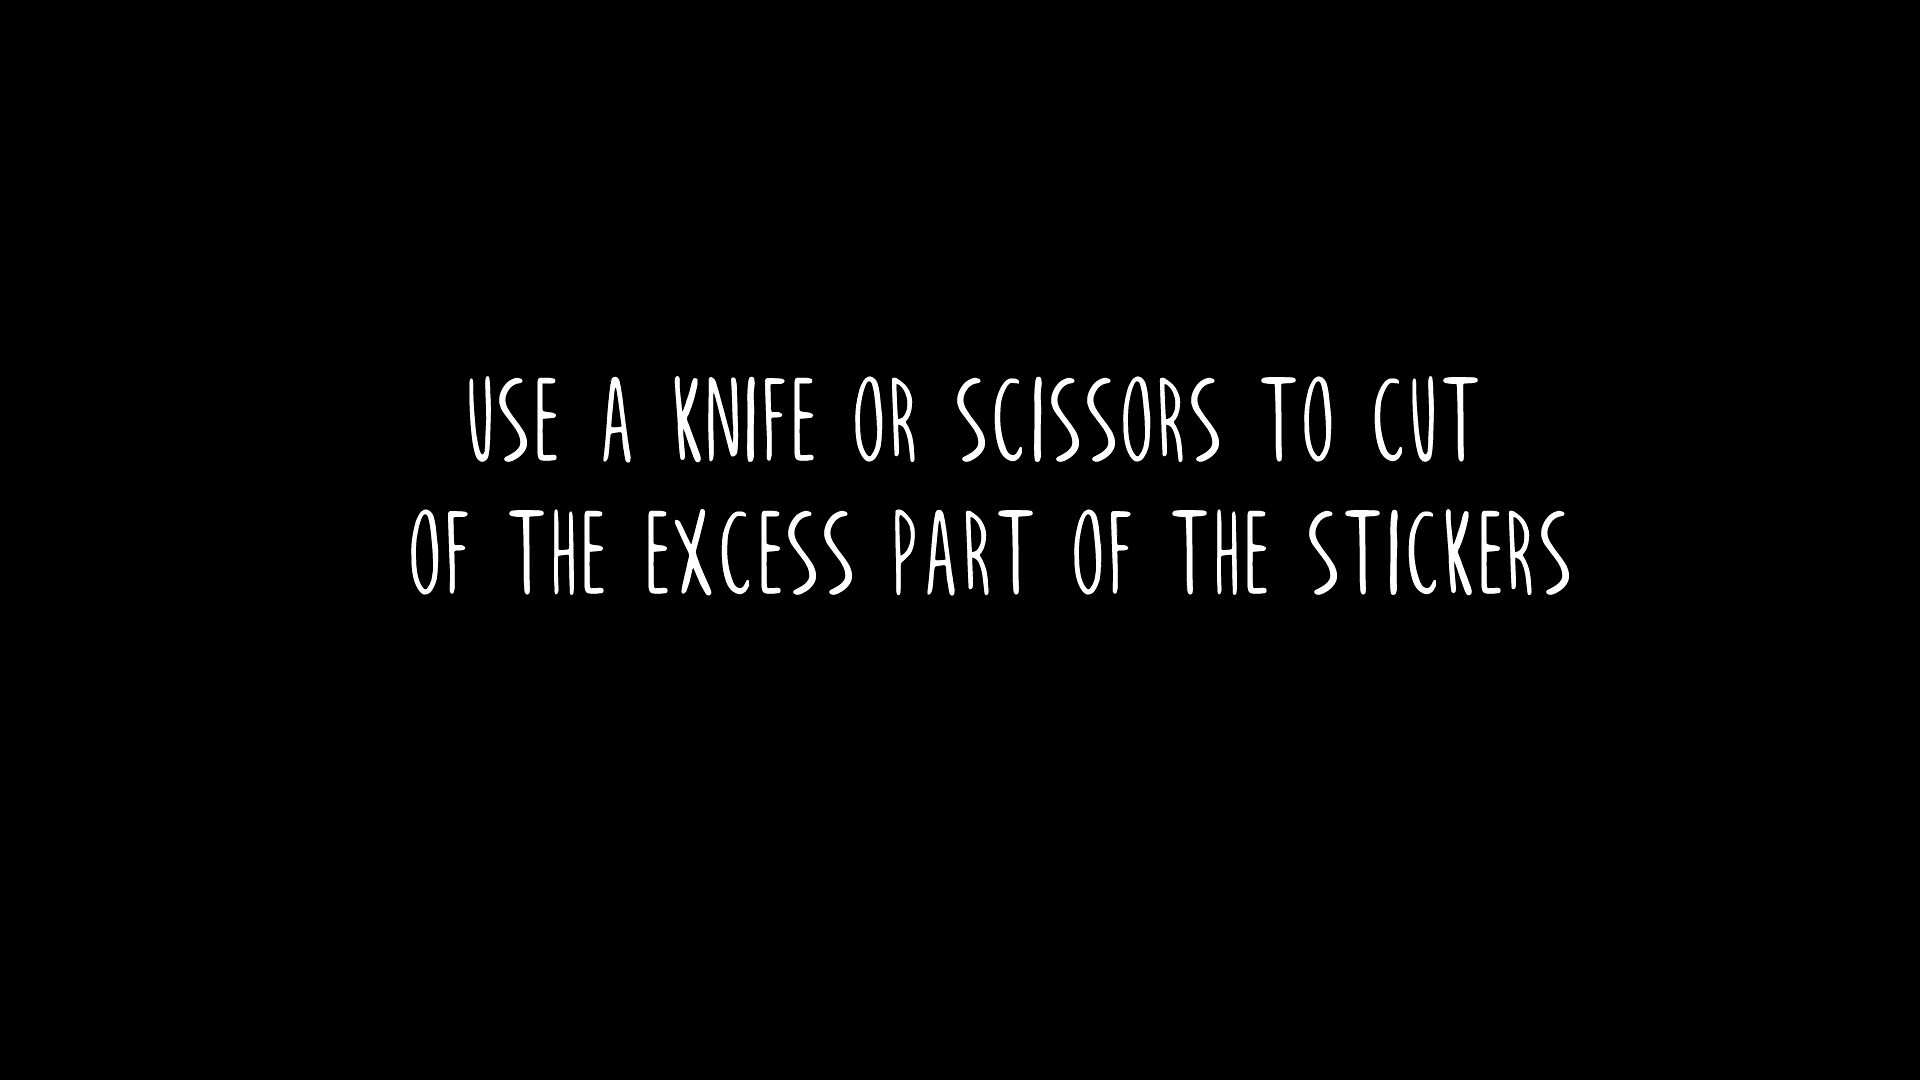 USE A KNIFE OR SCISSORS TO CUT
OF THE EXCESS PART OF THE STICKERS